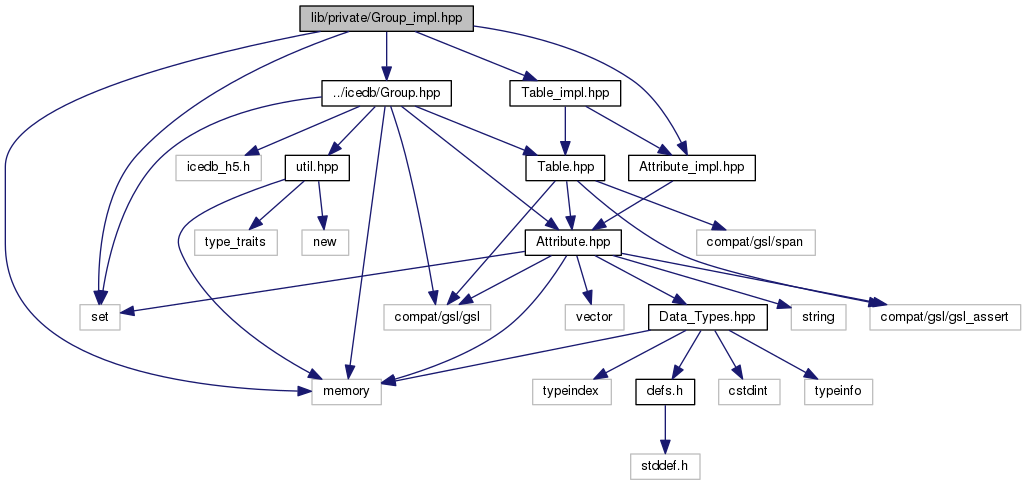 lib/private/Group_impl.hpp
../icedb/Group.hpp
Table_impl.hpp
icedb_h5.h
util.hpp
Table.hpp
Attribute_impl.hpp
type_traits
new
Attribute.hpp
compat/gsl/span
set
compat/gsl/gsl
vector
Data_Types.hpp
string
compat/gsl/gsl_assert
memory
typeindex
defs.h
cstdint
typeinfo
stddef.h